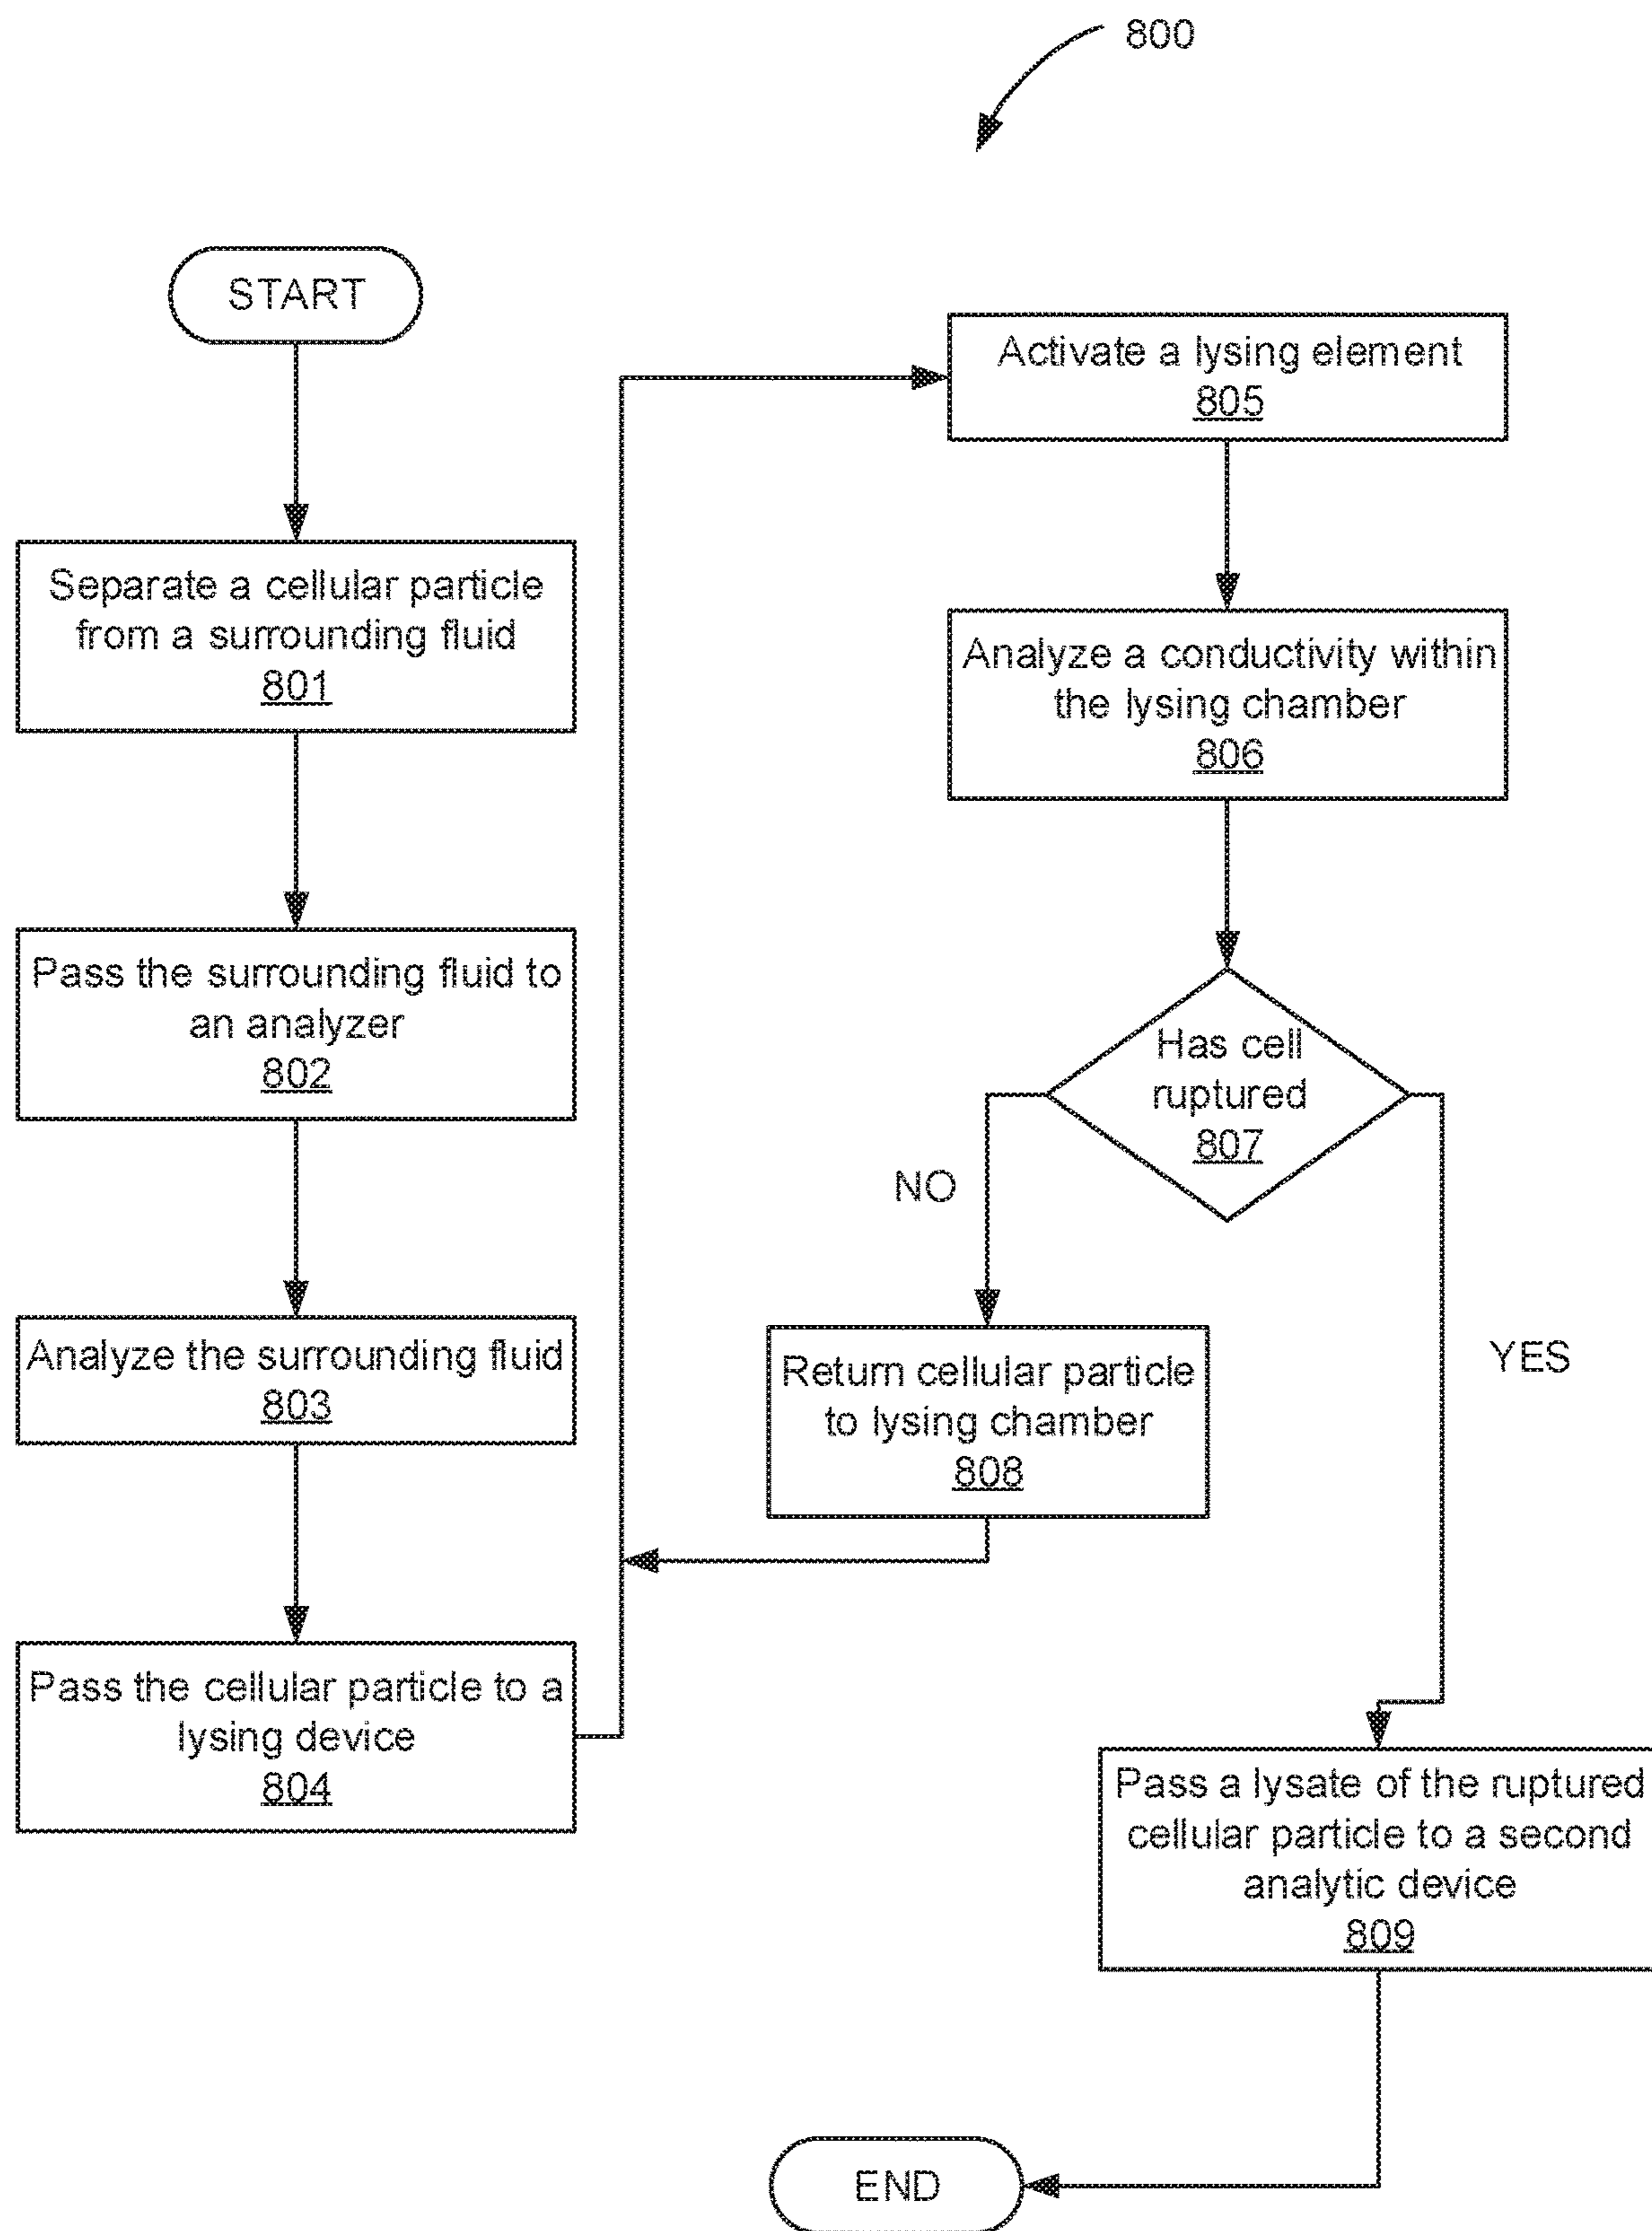 800
START
Separate a cellular particle
from a surrounding fluid
801
Pass the surrounding fluid to
an analyzer
802
Analyze the surrounding fluid
803
Pass the cellular particle to a
lysing device
804
Activate a lysing element
805
Analyze a conductivity within
the lysing chamber
806
Has cell
ruptured
807
NO
YES
Return cellular particle
to lysing chamber
808
Pass a lysate of the ruptured
cellular particle to a second
analytic device
809
END